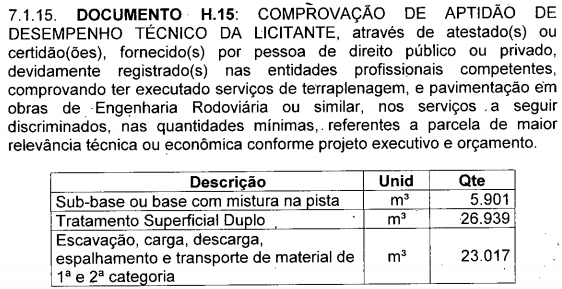 7.1.15. DOCUMENTO H.15: COMPROVAÇÃO DE APTIDÃO DE
DESEMPENHO TÉCNICO DA LICITANTE, através de atestado(s) ou
certidão(ões), fornecido(s) por pessoa de direito público ou privado,
devidamente registrado(s) nas entidades profissionais competentes,
comprovando ter executado serviços de terraplenagem, e pavimentação em
obras de Engenharia Rodoviária ou similar, nos serviços a seguir
discriminados, nas quantidades mínimas, referentes a parcela de maior
relevância técnica ou econômica conforme projeto executivo e orçamento.
Descrição Unid Qte
Sub-base ou base com mistura na pista m³ 5.901
Tratamento Superficial Duplo m³ 26.939
Escavação, carga, descarga,
espalhamento e transporte de material de m³ 23.017
1ª e 2ª categoria